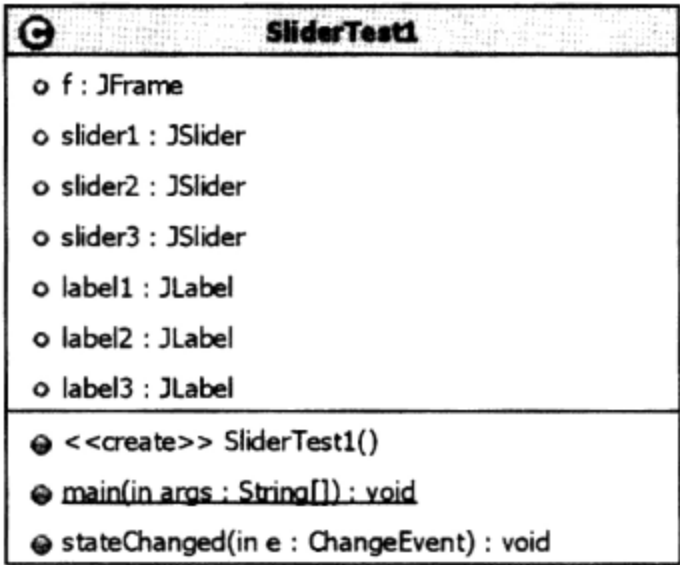 C SliderTest1
f : JFrame
slider1 : JSlider
slider2 : JSlider
slider3 : JSlider
label1 : JLabel
label2 : JLabel
label3 : JLabel
<<create>> SliderTest1()
main(in args : String[]) : void
stateChanged(in e : ChangeEvent) : void